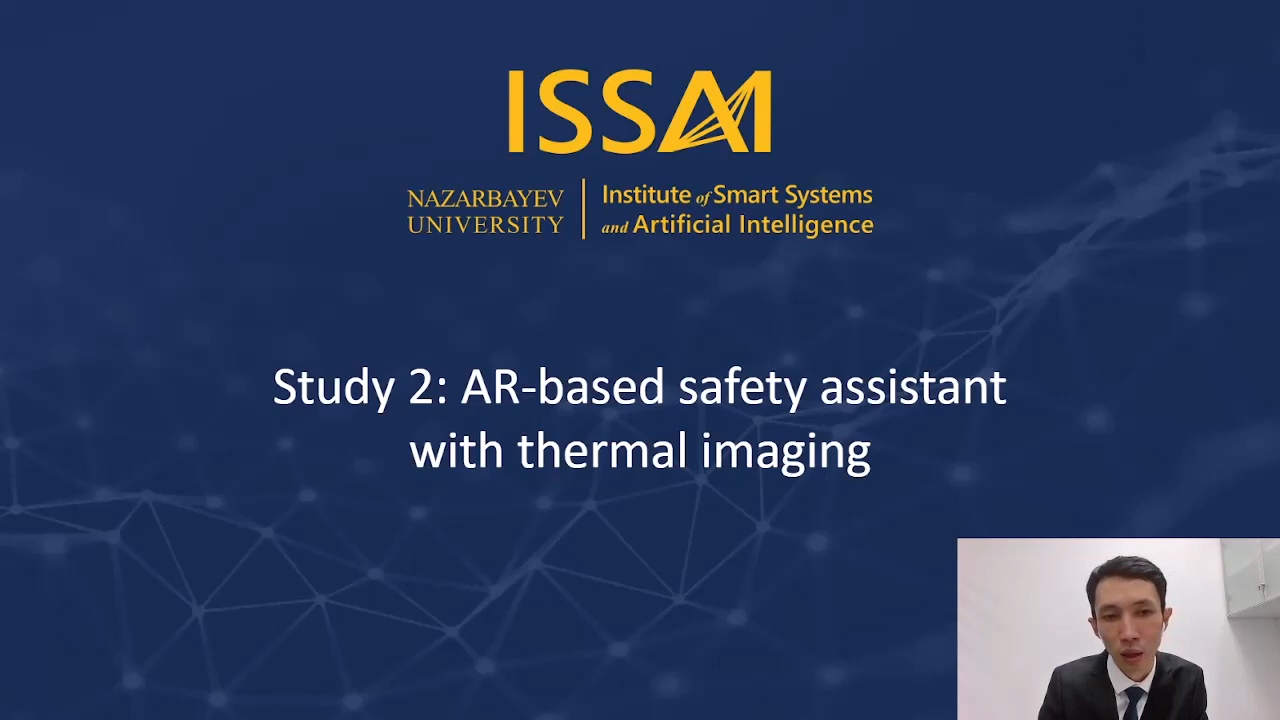 ISSAI
NAZARBAYEV
UNIVERSITY
Institute of Smart Systems
and Artificial Intelligence
Study 2: AR-based safety assistant
with thermal imaging